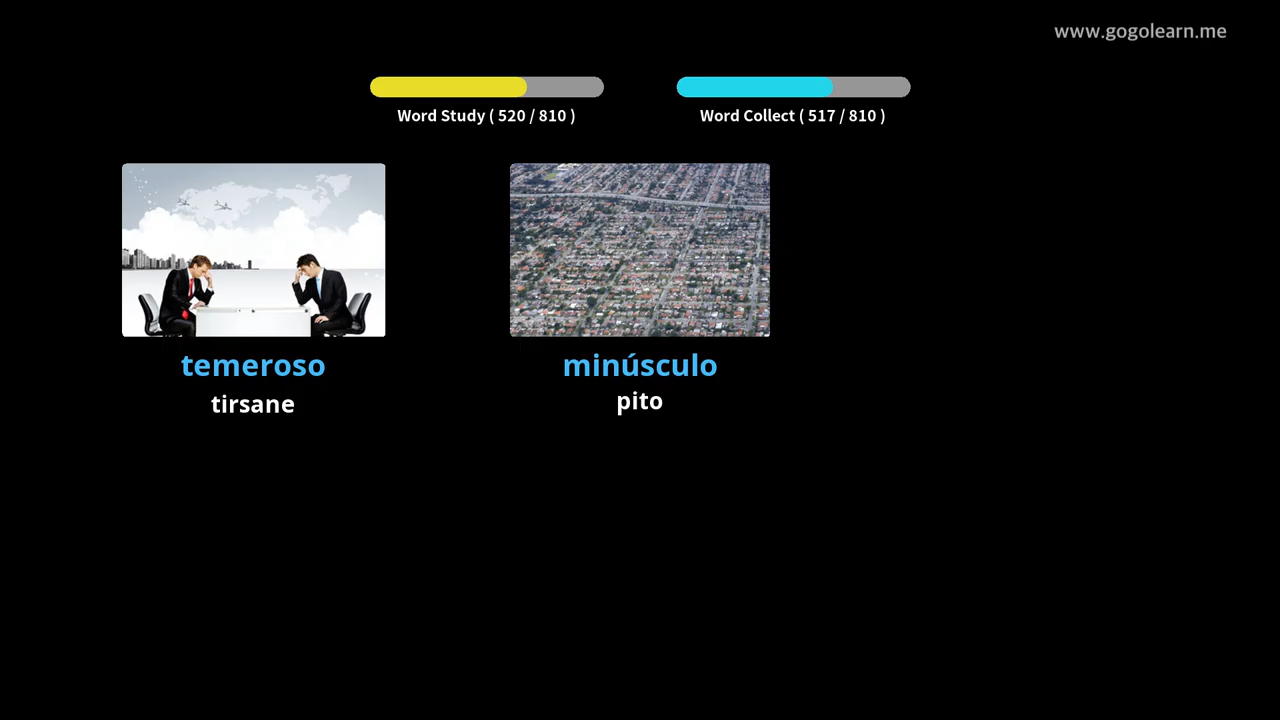 www.gogolearn.me
Word Study ( 520 / 810 )
Word Collect ( 517 / 810 )
temeroso
tirsane
minúsculo
pito